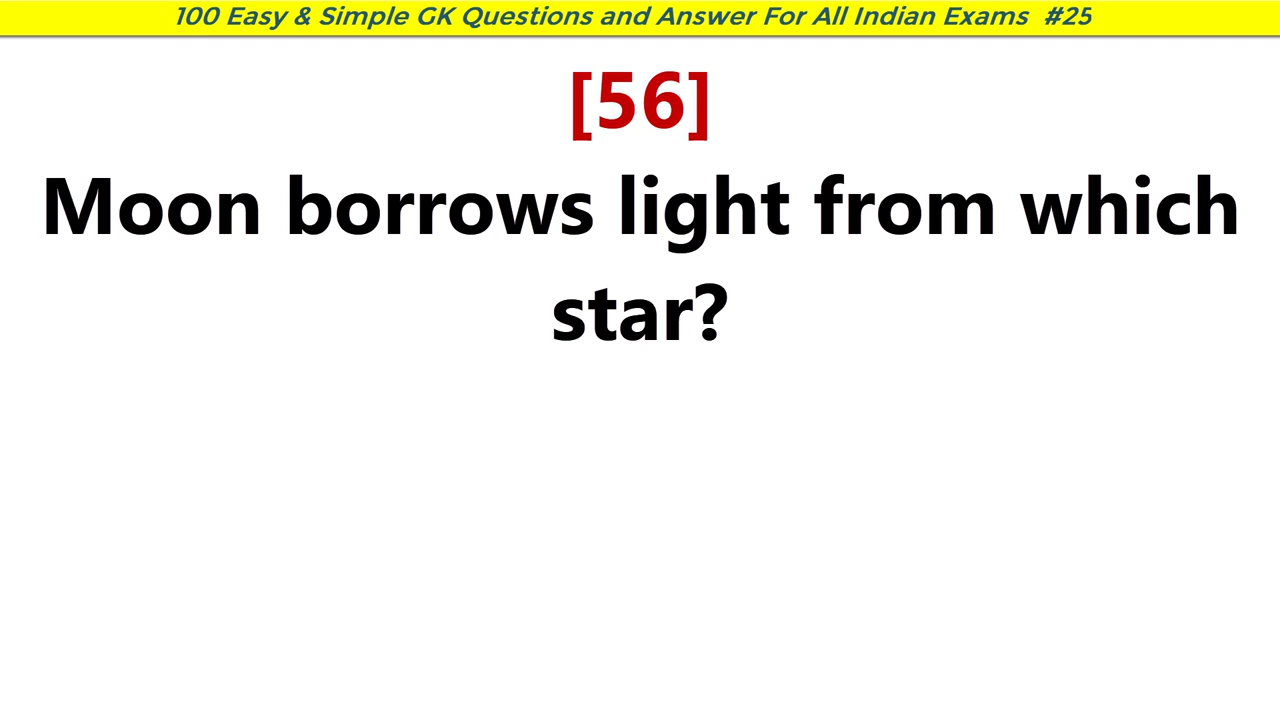 100 Easy & Simple GK Questions and Answer For All Indian Exams #25
[56]
Moon borrows light from which
star?